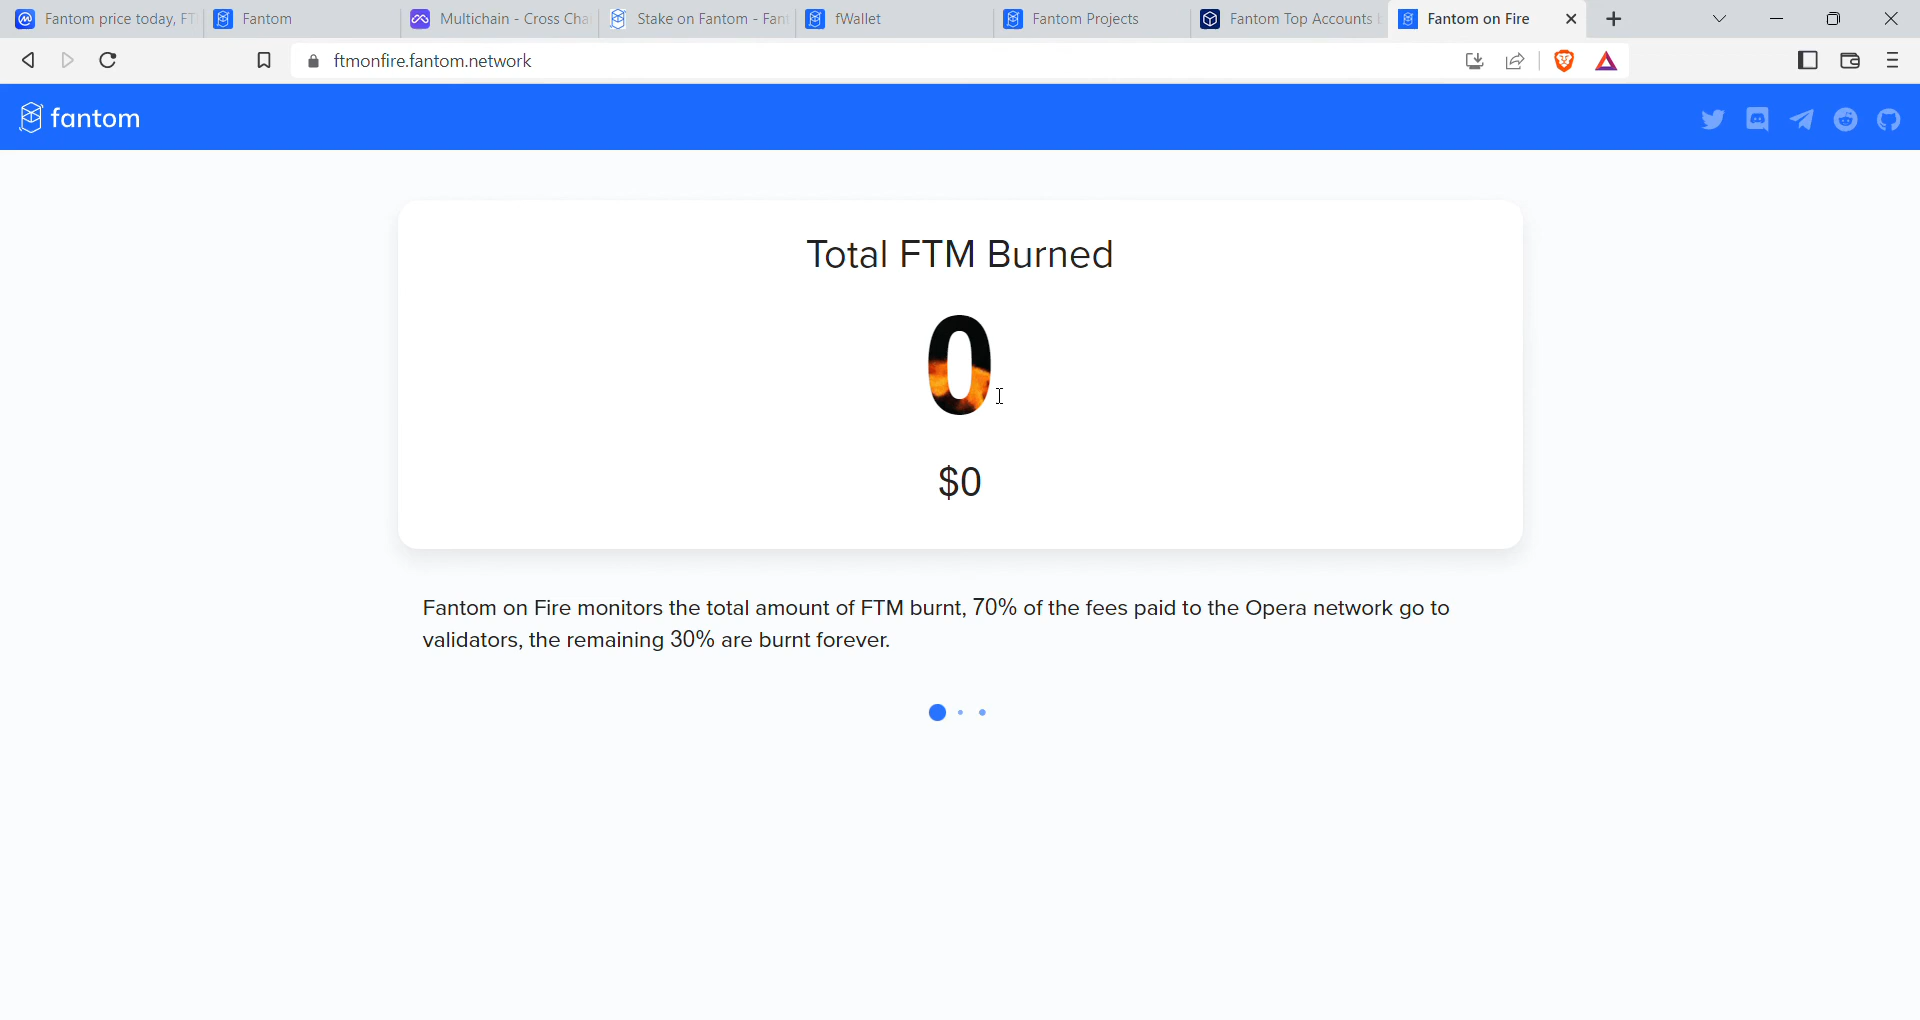 Fantom price today, FT
Fantom
Multichain - Cross Cha
Stake on Fantom - Fant
fWallet
Fantom Projects
Fantom Top Accounts b
Fantom on Fire
ftmonfire.fantom.network
fantom
Total FTM Burned
0
$0
Fantom on Fire monitors the total amount of FTM burnt, 70% of the fees paid to the Opera network go to
validators, the remaining 30% are burnt forever.